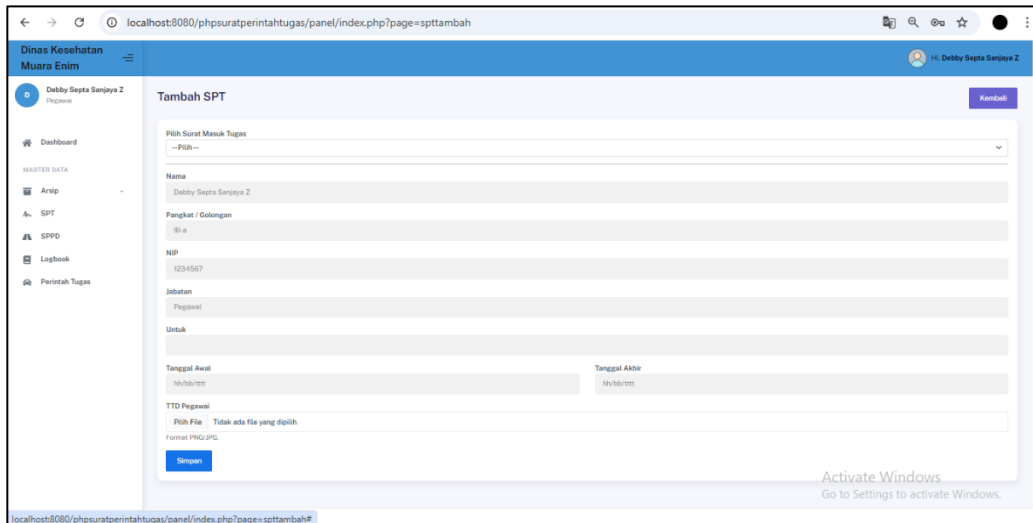 localhost:8080/phpsuratperintahtugas/panel/index.php?page=spttambah
Dinas Kesehatan
Muara Enim
Hi, Debby Septa Sanjaya Z
D
Debby Septa Sanjaya Z
Pegawai
Tambah SPT
Kembali
Dashboard
MASTER DATA
Arsip
SPT
SPPD
Logbook
Perintah Tugas
Pilih Surat Masuk Tugas
--Pilih--
Nama
Debby Septa Sanjaya Z
Pangkat / Golongan
III-a
NIP
1234567
Jabatan
Pegawai
Untuk
Tanggal Awal
Tanggal Akhir
hh/bb/tttt
hh/bb/tttt
TTD Pegawai
Pilih File Tidak ada file yang dipilih
Format PNG/JPG.
Simpan
Activate Windows
Go to Settings to activate Windows.
localhost:8080/phpsuratperintahtugas/panel/index.php?page=spttambah#